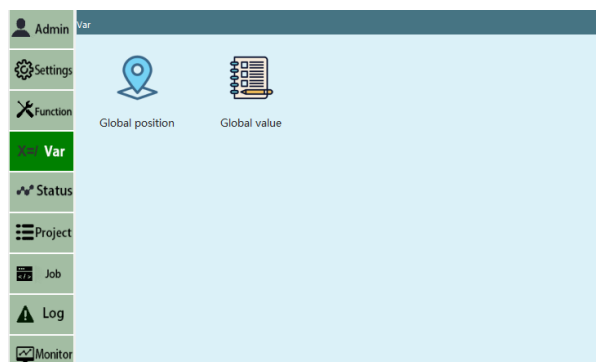 Admin
Settings
Function
X=/ Var
Status
Project
Job
Log
Monitor
Var
Global position
Global value